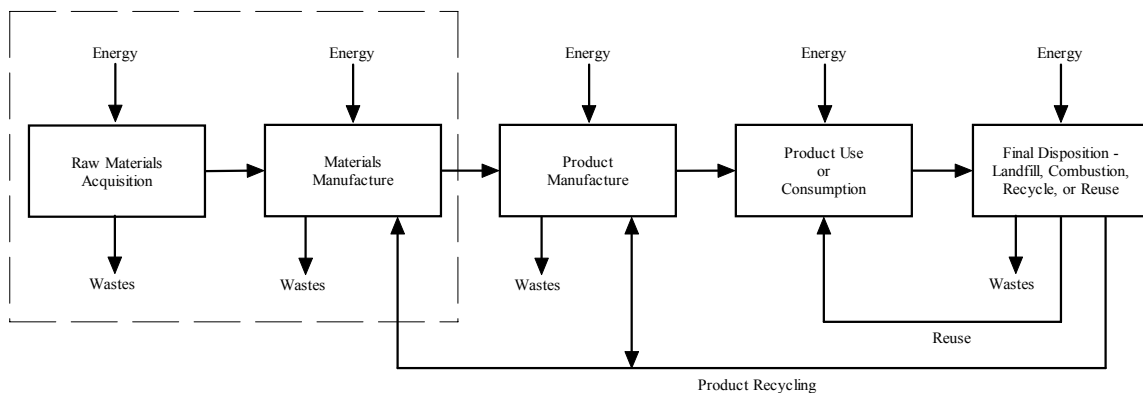 Energy
Energy
Energy
Energy
Energy
Raw Materials
Acquisition
Materials
Manufacture
Product
Manufacture
Product Use
or
Consumption
Final Disposition -
Landfill, Combustion,
Recycle, or Reuse
Wastes
Wastes
Wastes
Wastes
Reuse
Product Recycling